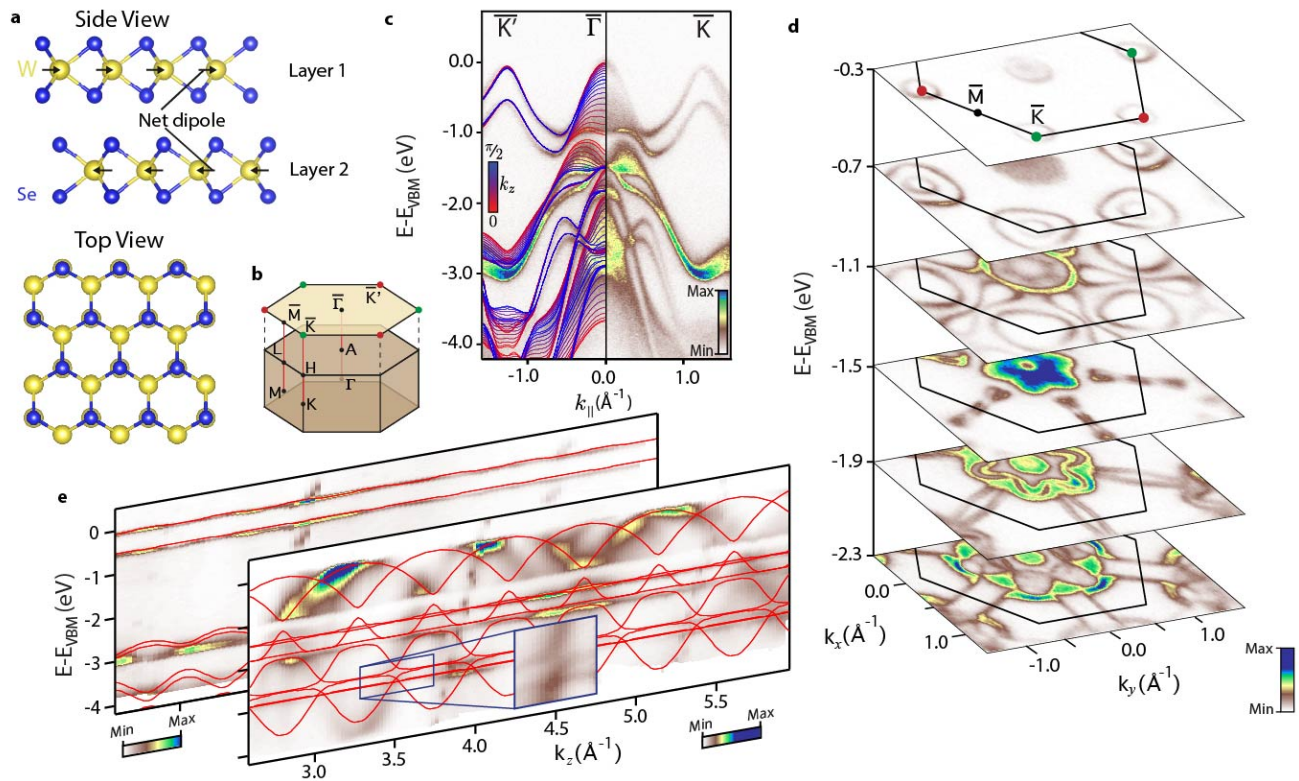 a
Side View
W
Layer 1
Net dipole
Layer 2
Se
Top View
b
M̅
K̅
Γ̅
K̅'
L
A
H
Γ
M
K
c
K̅'
Γ̅
K̅
0.0
-1.0
-2.0
-3.0
-4.0
E-E_VBM (eV)
π/2
k_z
0
Max
Min
-1.0
0.0
1.0
k_||(Å⁻¹)
d
-0.3
M̅
K̅
-0.7
-1.1
-1.5
-1.9
-2.3
E-E_VBM (eV)
0.0
1.0
k_x(Å⁻¹)
-1.0
0.0
1.0
k_y(Å⁻¹)
Max
Min
e
0
-1
-2
-3
-4
E-E_VBM (eV)
Min
Max
3.0
3.5
4.0
4.5
5.0
5.5
k_z(Å⁻¹)
Min
Max